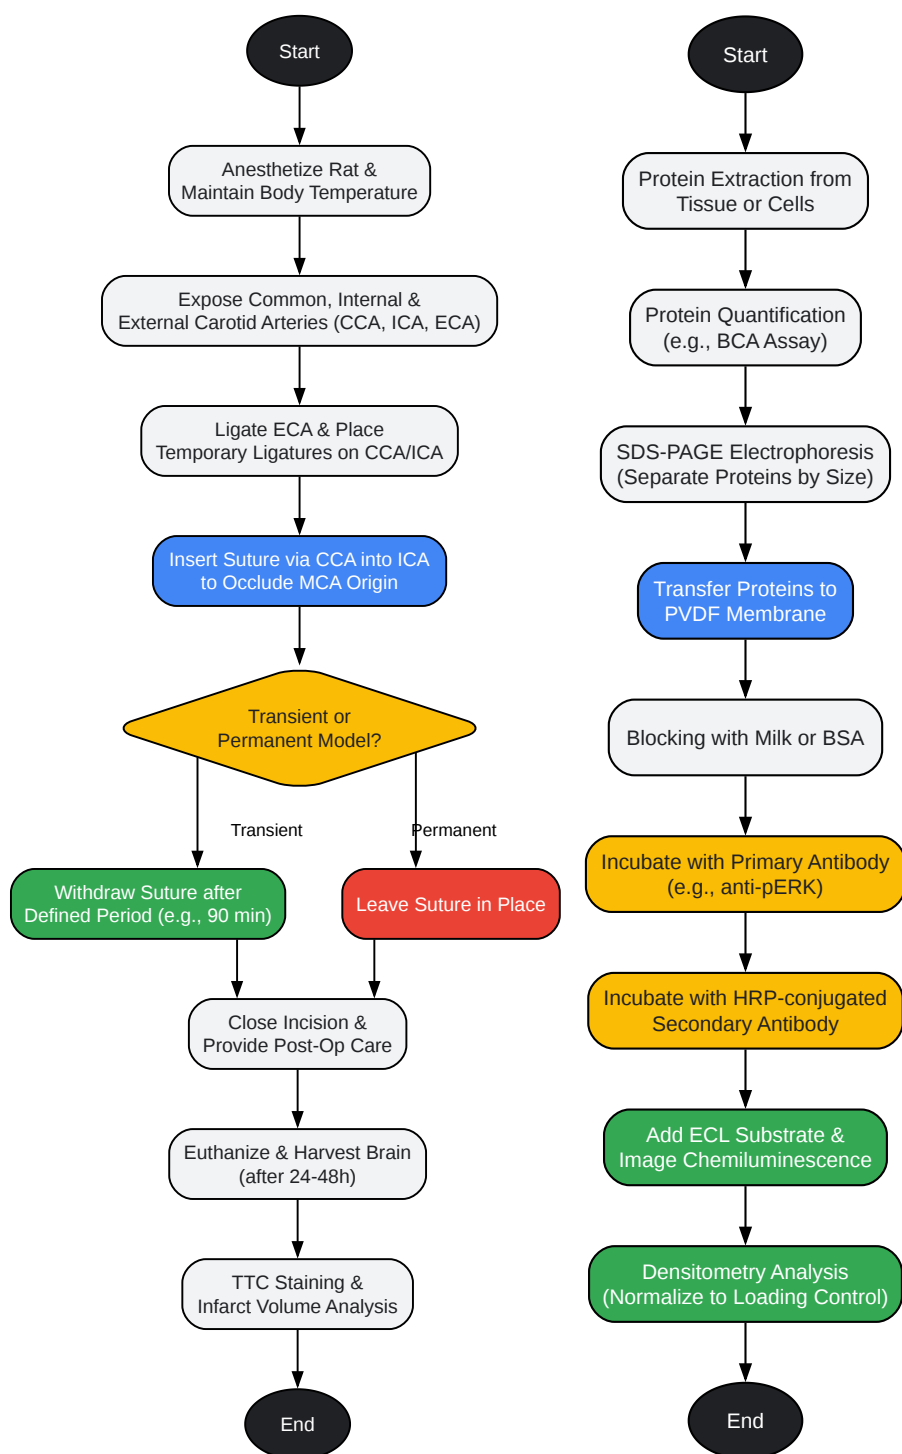 Start
Anesthetize Rat &
Maintain Body Temperature
Expose Common, Internal &
External Carotid Arteries (CCA, ICA, ECA)
Ligate ECA & Place
Temporary Ligatures on CCA/ICA
Insert Suture via CCA into ICA
to Occlude MCA Origin
Transient or
Permanent Model?
Transient
Permanent
Withdraw Suture after
Defined Period (e.g., 90 min)
Leave Suture in Place
Close Incision &
Provide Post-Op Care
Euthanize & Harvest Brain
(after 24-48h)
TTC Staining &
Infarct Volume Analysis
End
Start
Protein Extraction from
Tissue or Cells
Protein Quantification
(e.g., BCA Assay)
SDS-PAGE Electrophoresis
(Separate Proteins by Size)
Transfer Proteins to
PVDF Membrane
Blocking with Milk or BSA
Incubate with Primary Antibody
(e.g., anti-pERK)
Incubate with HRP-conjugated
Secondary Antibody
Add ECL Substrate &
Image Chemiluminescence
Densitometry Analysis
(Normalize to Loading Control)
End